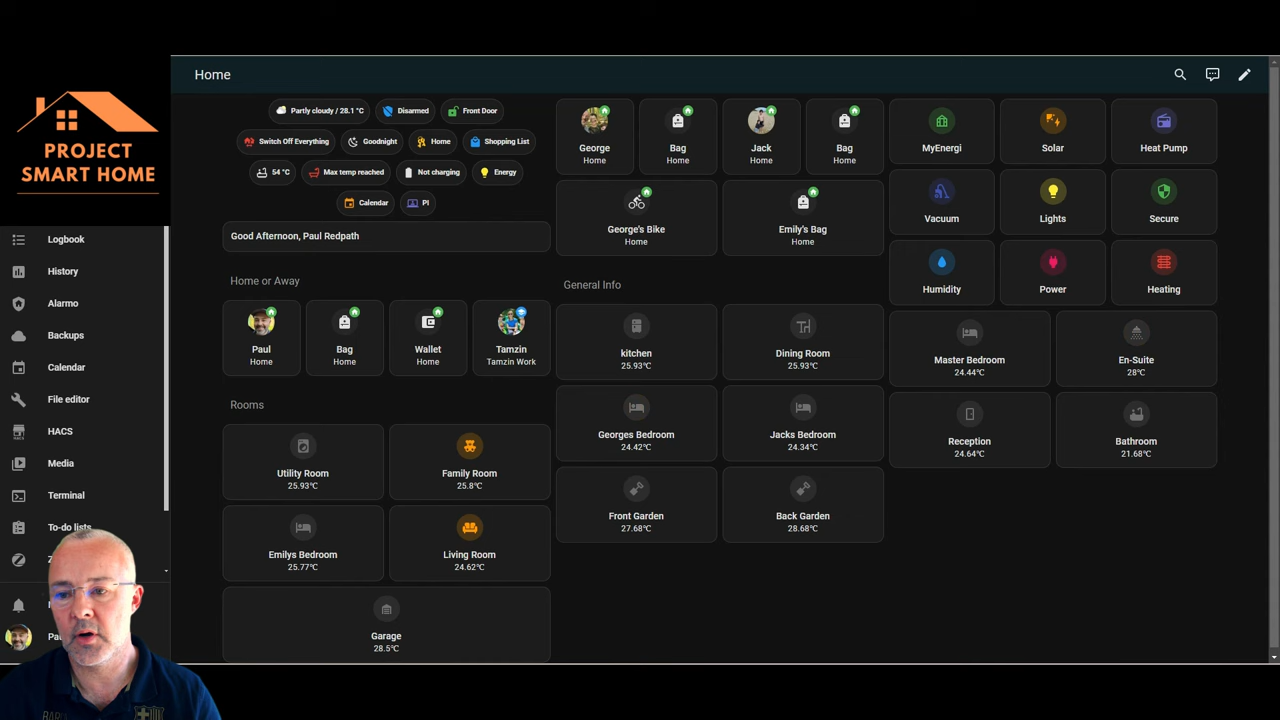 PROJECT
SMART HOME
Logbook
History
Alarmo
Backups
Calendar
File editor
HACS
Media
Terminal
To-do lists
Home
Partly cloudy / 28.1 °C
Disarmed
Front Door
Switch Off Everything
Goodnight
Home
Shopping List
54 °C
Max temp reached
Not charging
Energy
Calendar
PI
Good Afternoon, Paul Redpath
Home or Away
Paul
Home
Bag
Home
Wallet
Home
Tamzin
Tamzin Work
Rooms
Utility Room
25.93°C
Family Room
25.8°C
Emilys Bedroom
25.77°C
Living Room
24.62°C
Garage
28.5°C
George
Home
Bag
Home
Jack
Home
Bag
Home
George's Bike
Home
Emily's Bag
Home
General Info
kitchen
25.93°C
Dining Room
25.93°C
Georges Bedroom
24.42°C
Jacks Bedroom
24.34°C
Front Garden
27.68°C
Back Garden
28.68°C
MyEnergi
Solar
Heat Pump
Vacuum
Lights
Secure
Humidity
Power
Heating
Master Bedroom
24.44°C
En-Suite
28°C
Reception
24.64°C
Bathroom
21.68°C